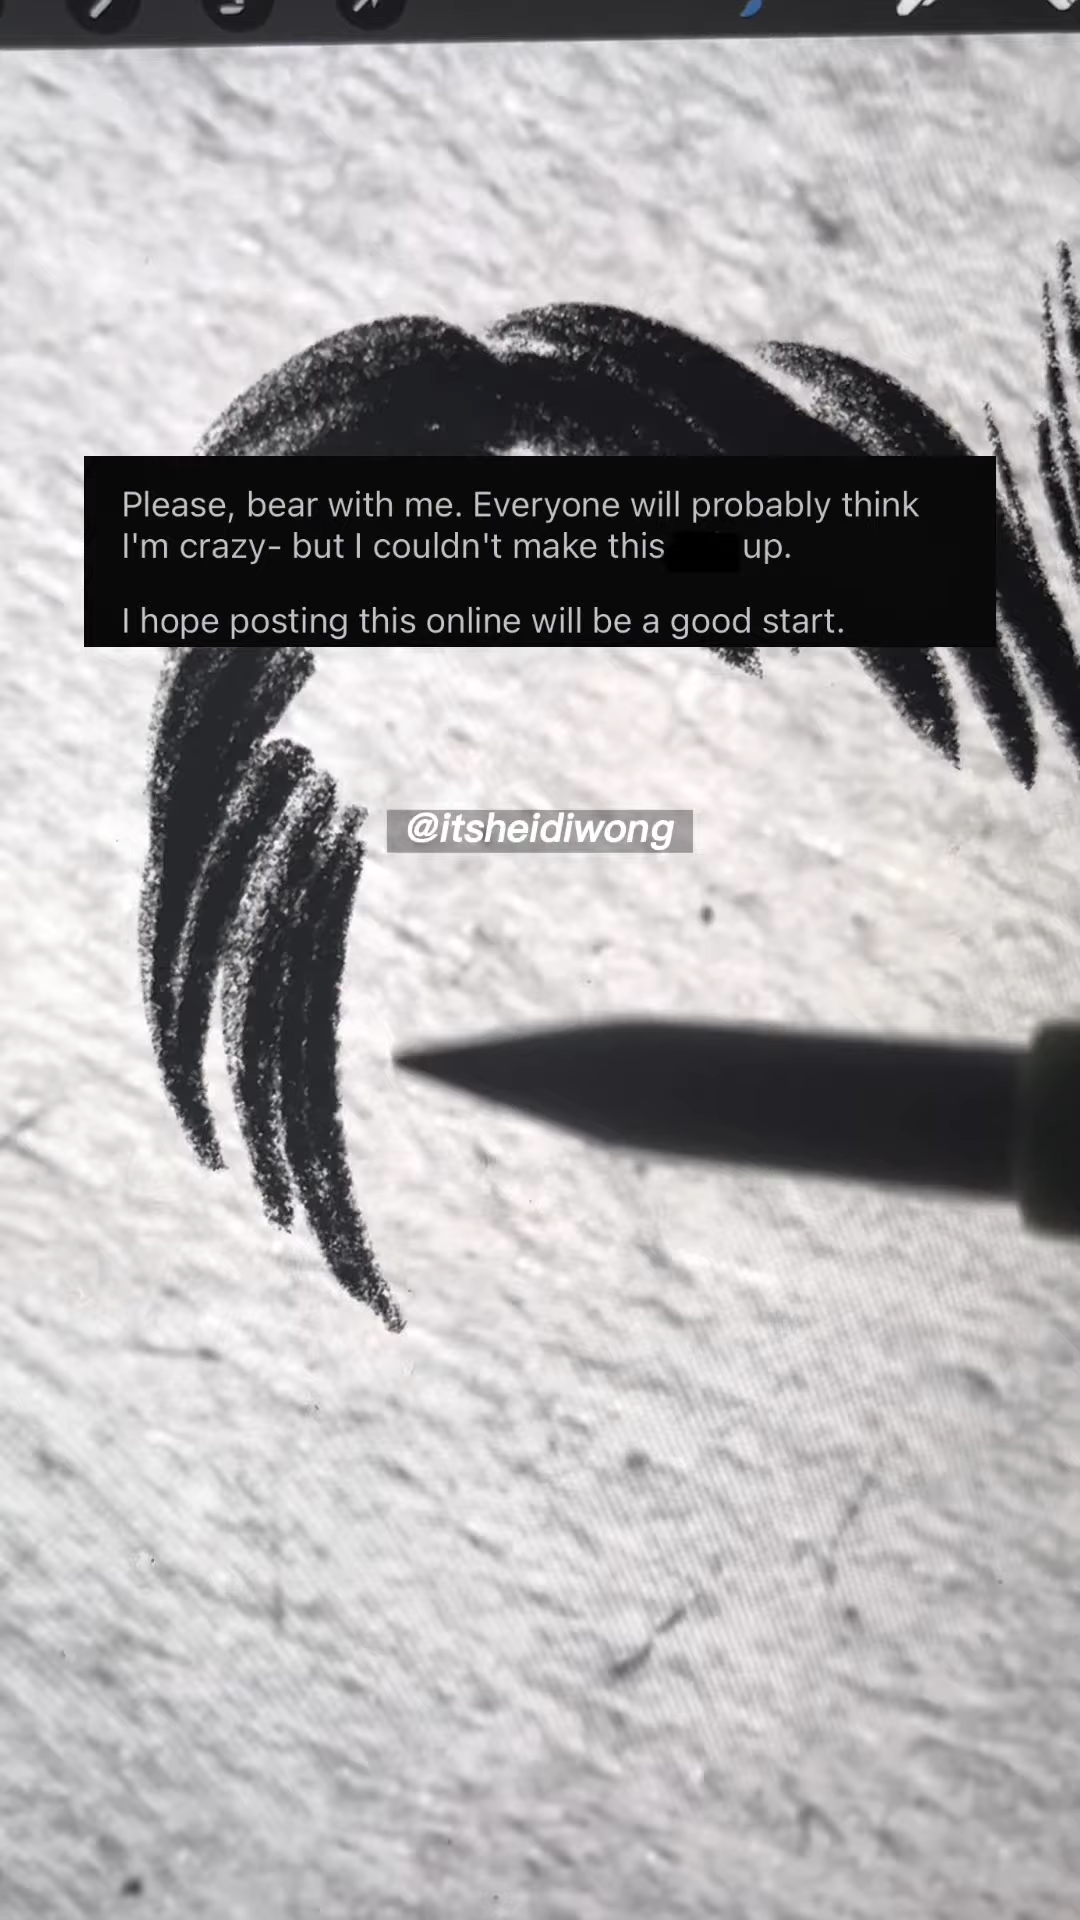 Please, bear with me. Everyone will probably think
I'm crazy- but I couldn't make this up.
I hope posting this online will be a good start.
@itsheidiwong